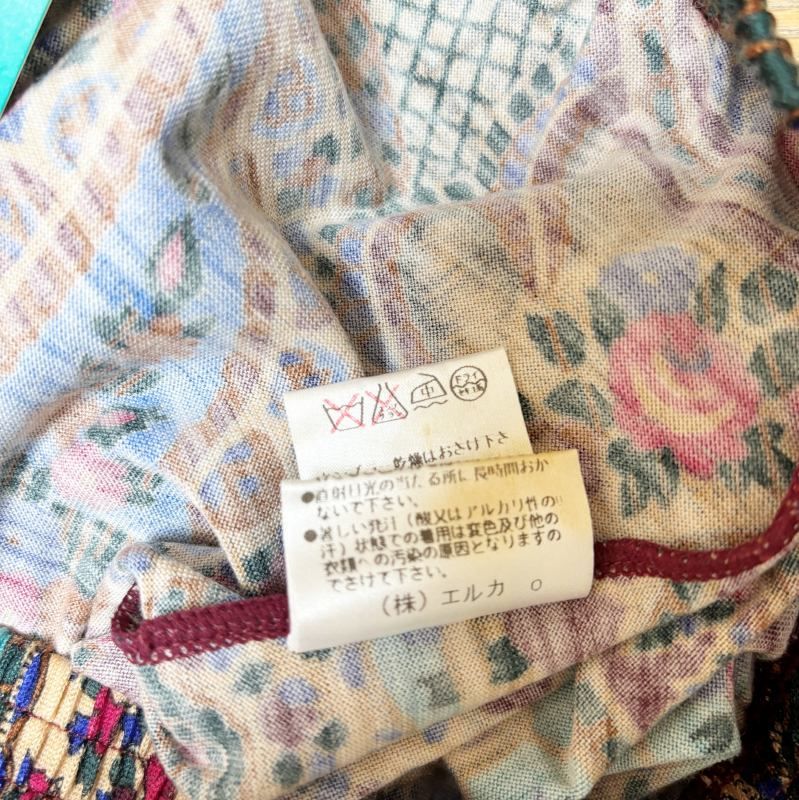 中
乾燥はおさけ下さ
●直射日光の当たる所に長時間おか
ないで下さい。
●著しい発汗（酸又はアルカリ性の
汗）状態での着用は変色及び他の
衣類への汚染の原因となりますの
でさけて下さい。
（株）エルカ